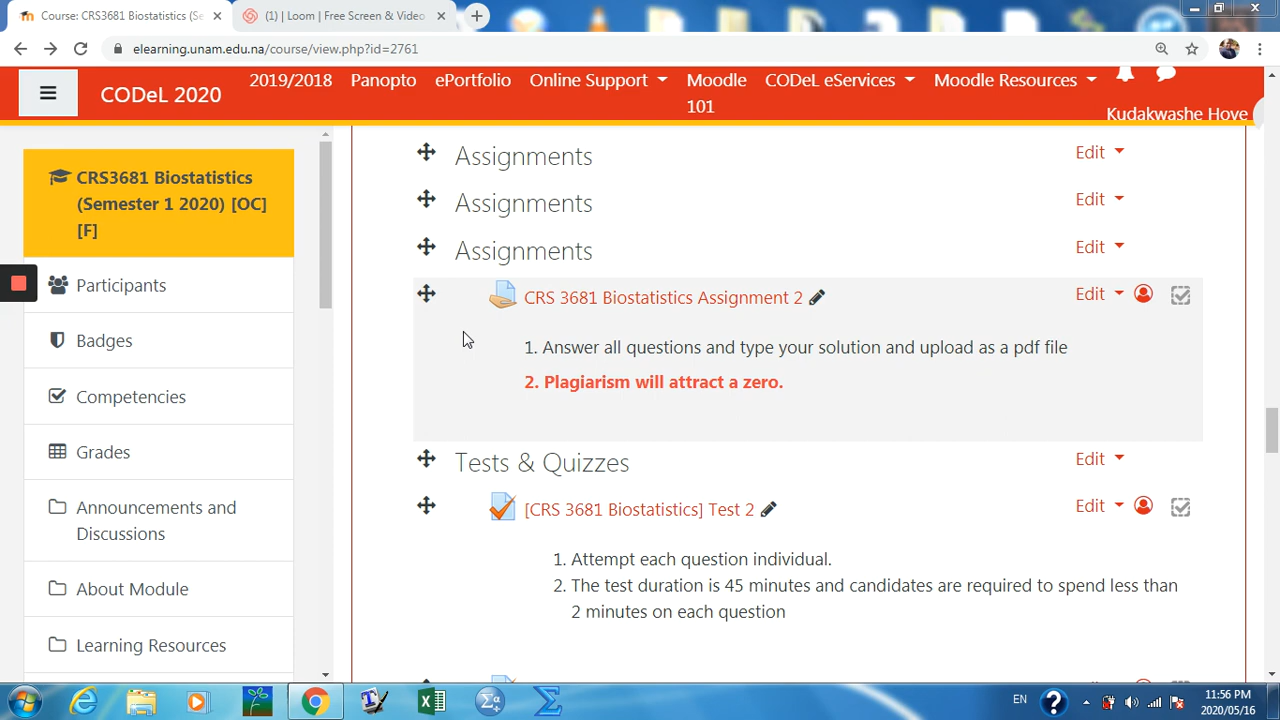 Course: CRS3681 Biostatistics (Se
(1) | Loom | Free Screen & Video
elearning.unam.edu.na/course/view.php?id=2761
CODeL 2020
2019/2018
Panopto
ePortfolio
Online Support
Moodle 101
CODeL eServices
Moodle Resources
Kudakwashe Hove
CRS3681 Biostatistics
(Semester 1 2020) [OC]
[F]
Participants
Badges
Competencies
Grades
Announcements and
Discussions
About Module
Learning Resources
Assignments
Edit
Assignments
Edit
Assignments
Edit
CRS 3681 Biostatistics Assignment 2
Edit
1. Answer all questions and type your solution and upload as a pdf file
2. Plagiarism will attract a zero.
Tests & Quizzes
Edit
[CRS 3681 Biostatistics] Test 2
Edit
1. Attempt each question individual.
2. The test duration is 45 minutes and candidates are required to spend less than
2 minutes on each question
EN
11:56 PM
2020/05/16